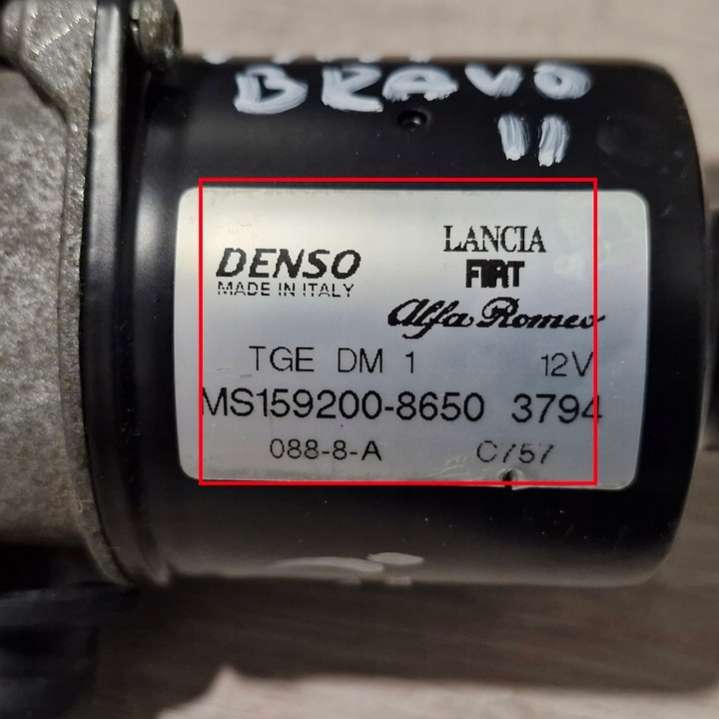 BRAVO
II
DENSO
MADE IN ITALY
LANCIA
FIAT
Alfa Romeo
TGE DM 1 12V
MS159200-8650 3794
088-8-A C757